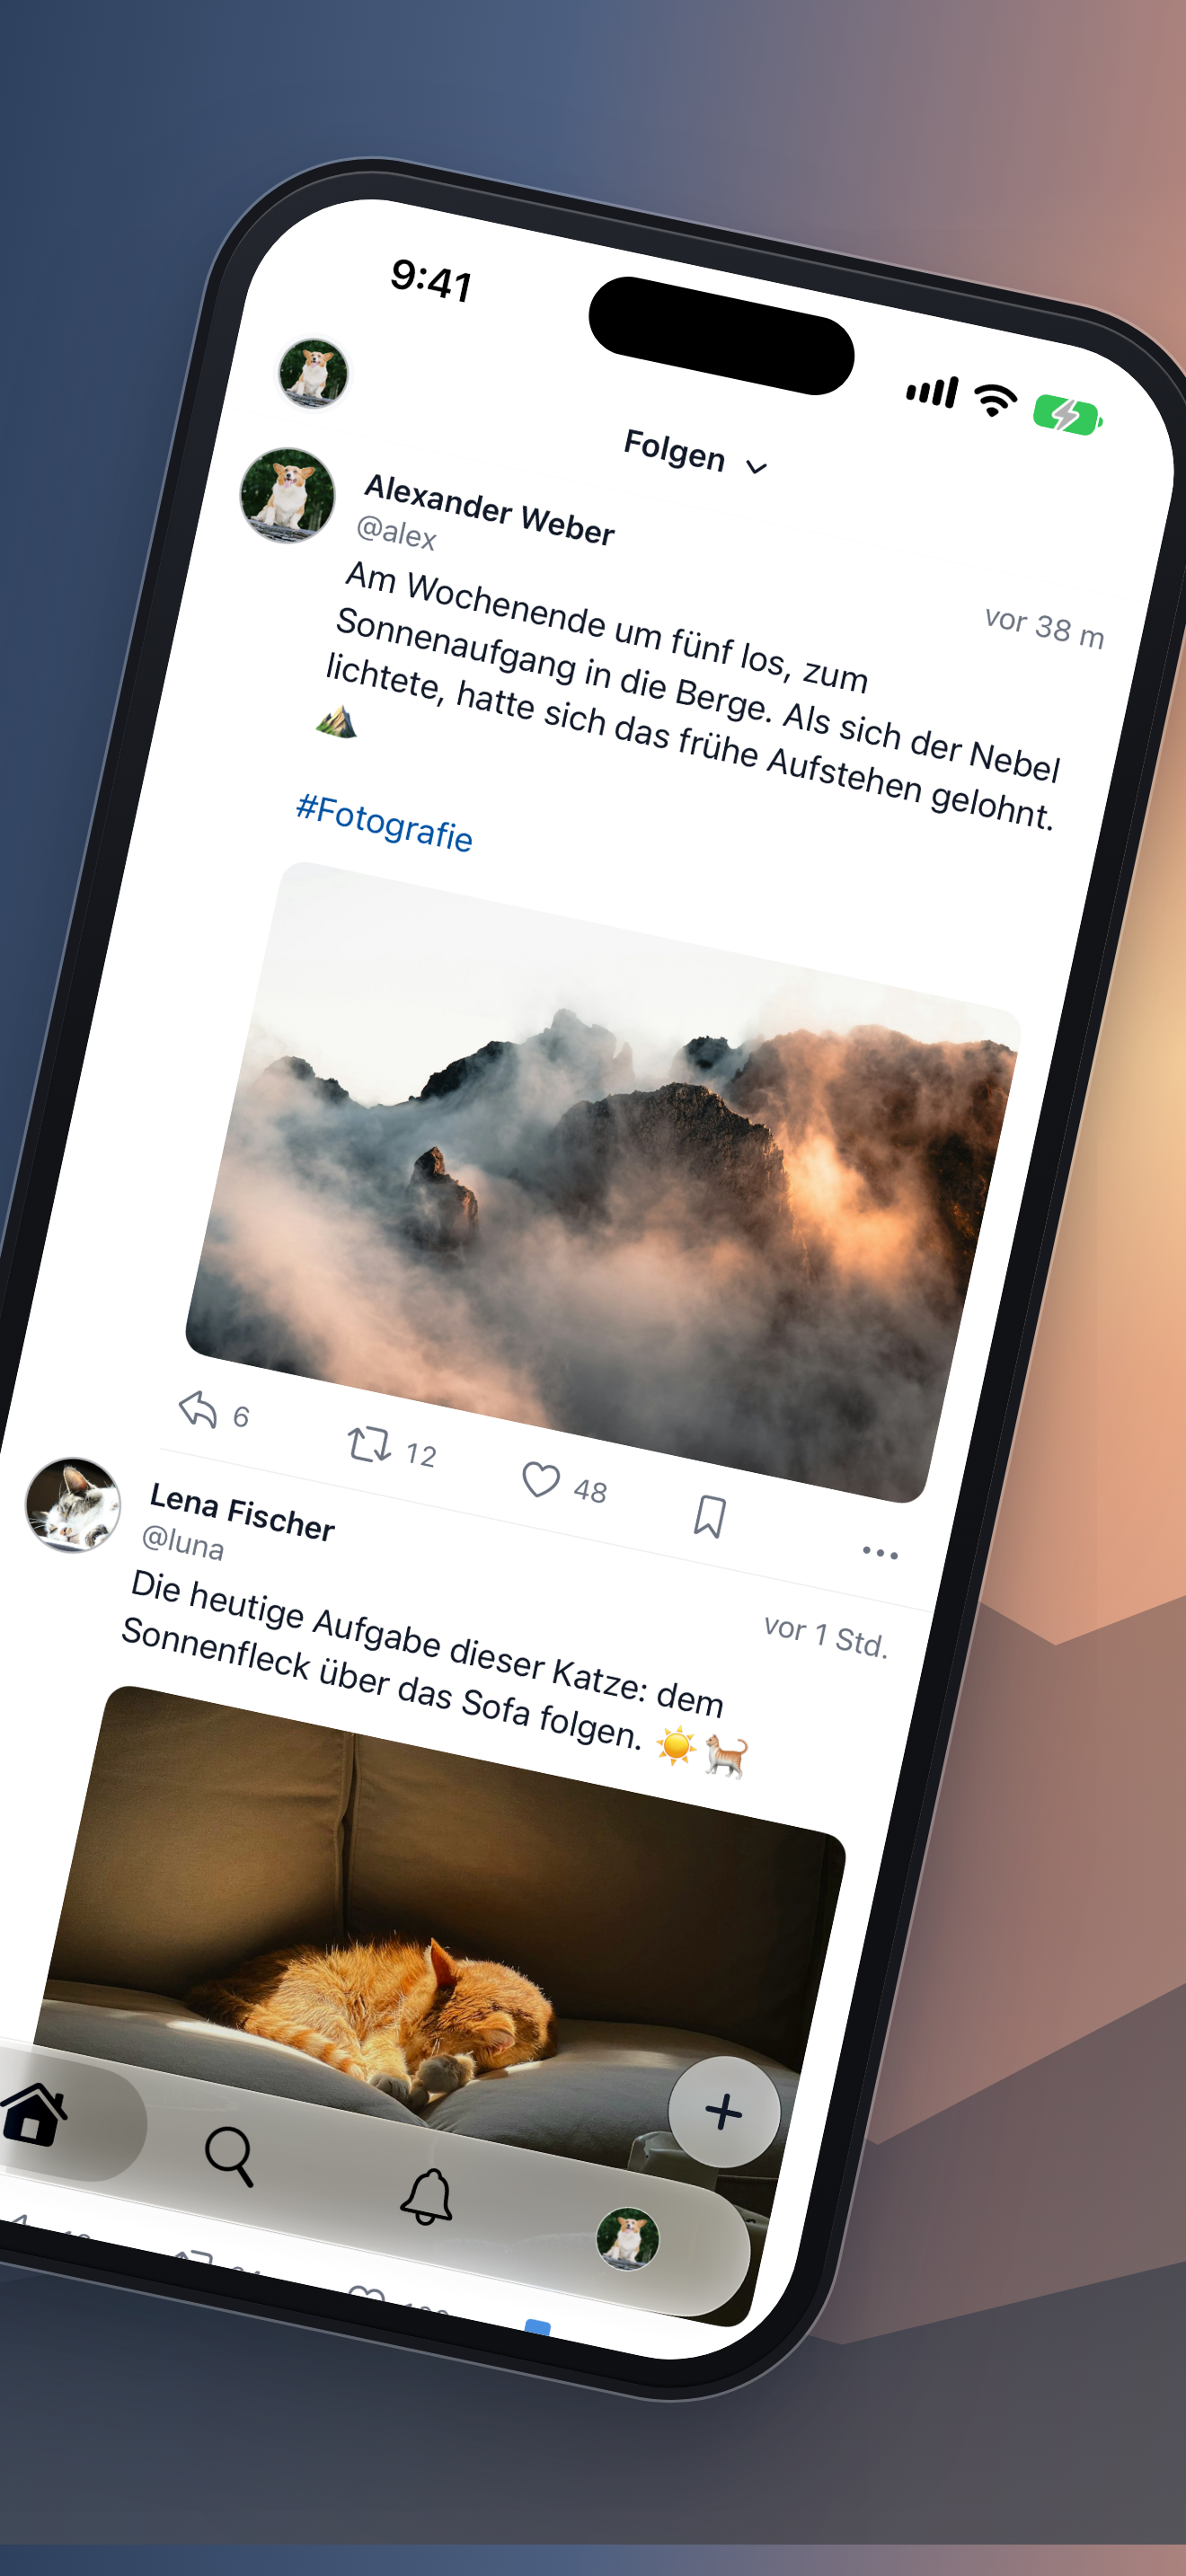 9:41
Folgen
Alexander Weber
@alex
vor 38 m
Am Wochenende um fünf los, zum
Sonnenaufgang in die Berge. Als sich der Nebel
lichtete, hatte sich das frühe Aufstehen gelohnt.
⛰️
#Fotografie
6 12 48
Lena Fischer
@luna
vor 1 Std.
Die heutige Aufgabe dieser Katze: dem
Sonnenfleck über das Sofa folgen. ☀️🐈